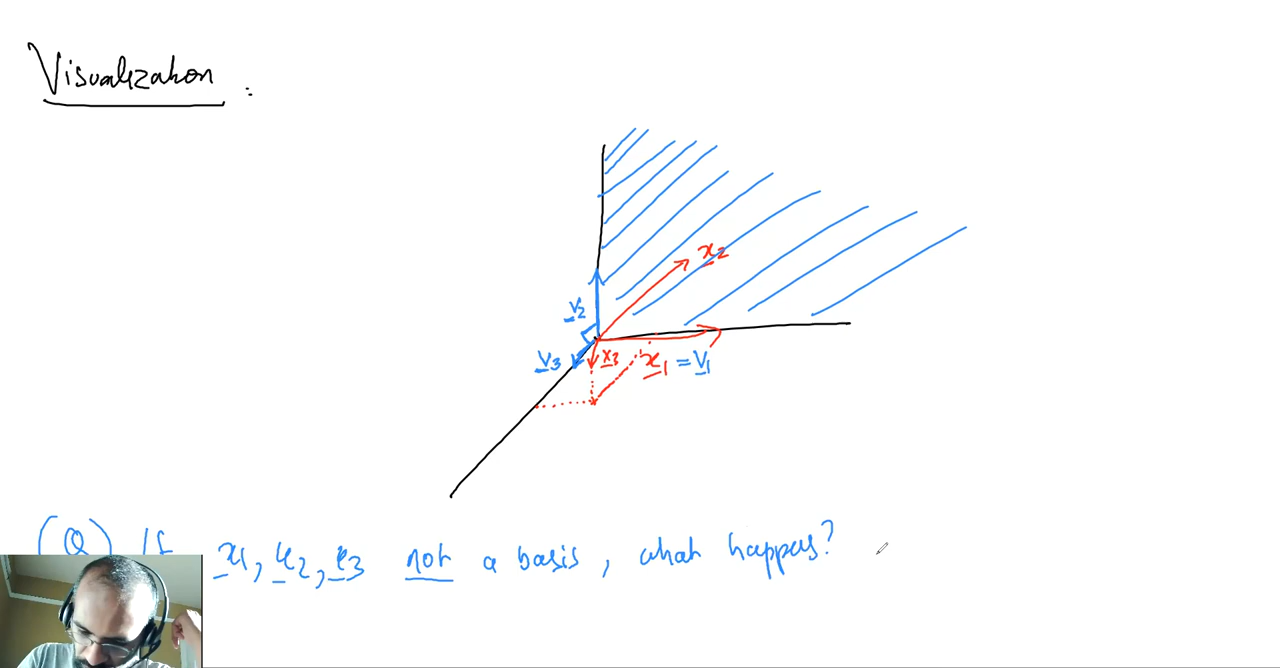 Visualization :
x2
v2
v3
x3
x1 = v1
(Q) If x1, x2, x3 not a basis, what happens?